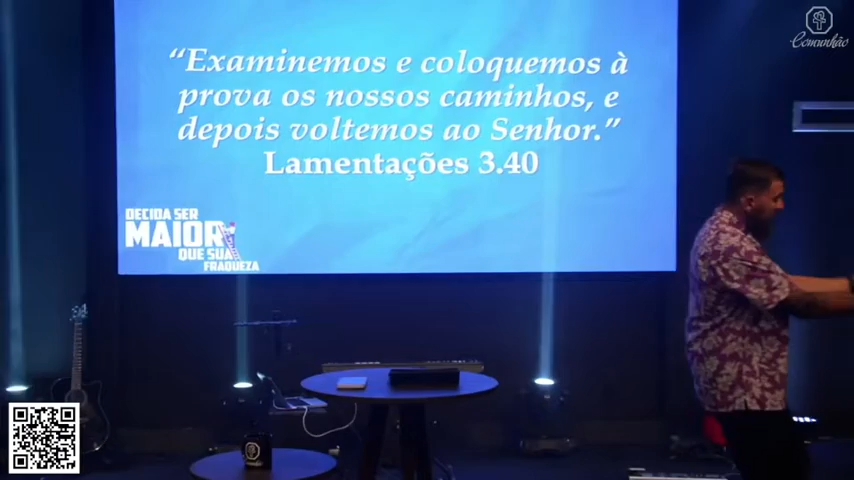 Comunhão
“Examinemos e coloquemos à
prova os nossos caminhos, e
depois voltemos ao Senhor.”
Lamentações 3.40
DECIDA SER
MAIOR
QUE SUA
FRAQUEZA